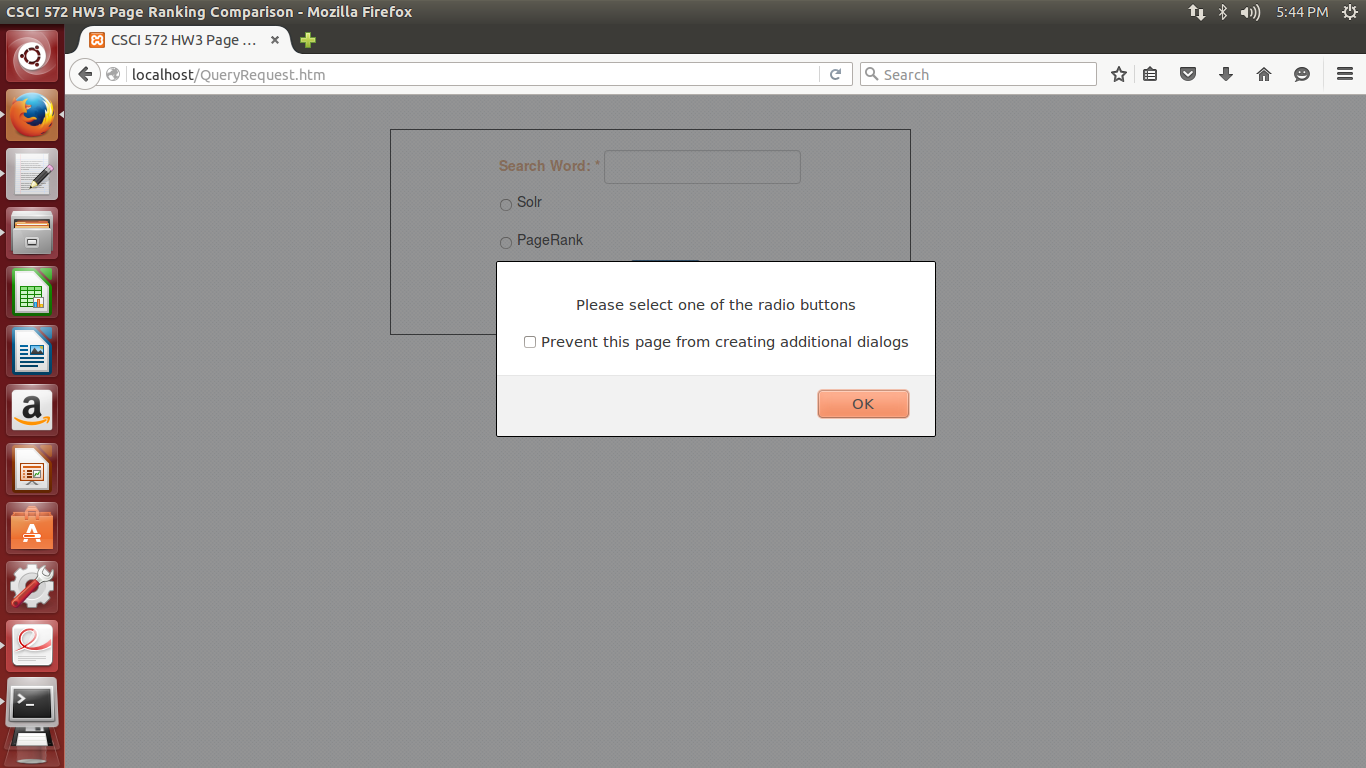 CSCI 572 HW3 Page Ranking Comparison - Mozilla Firefox
5:44 PM
CSCI 572 HW3 Page ...
localhost/QueryRequest.htm
Search
Search Word: *
Solr
PageRank
Please select one of the radio buttons
Prevent this page from creating additional dialogs
OK